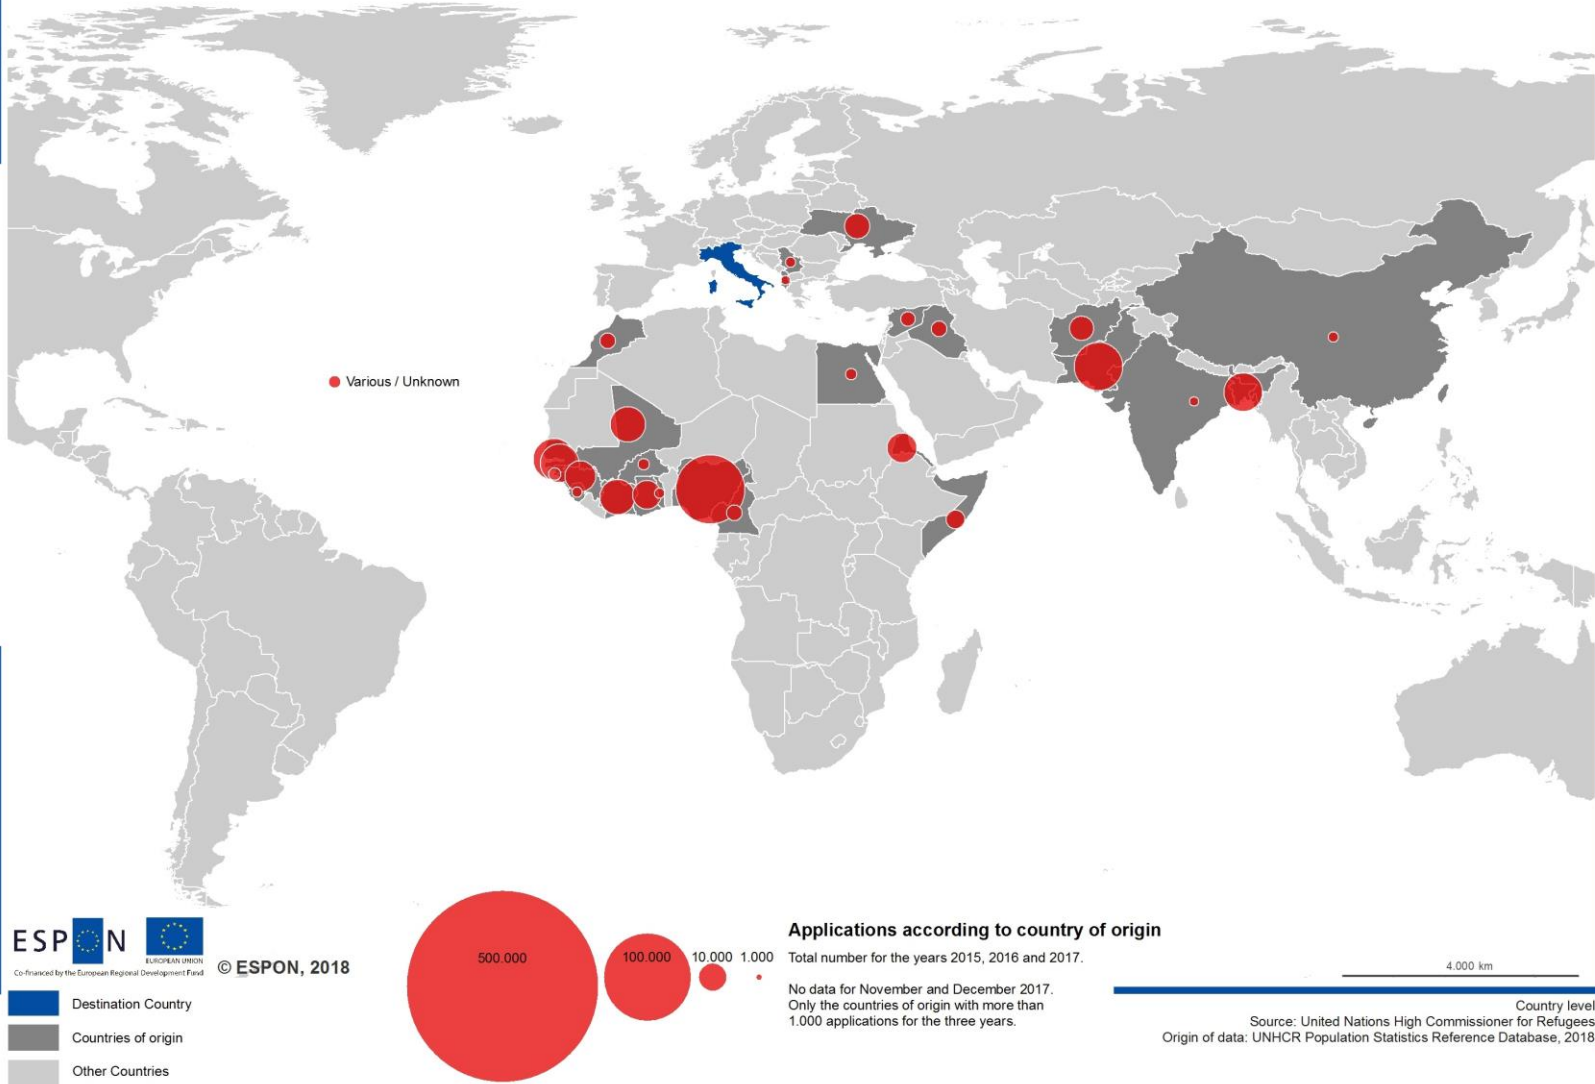 Various / Unknown
ESPON
EUROPEAN UNION
Co-financed by the European Regional Development Fund
© ESPON, 2018
Destination Country
Countries of origin
Other Countries
500.000
100.000
10.000
1.000
Applications according to country of origin
Total number for the years 2015, 2016 and 2017.
No data for November and December 2017.
Only the countries of origin with more than
1.000 applications for the three years.
4.000 km
Country level
Source: United Nations High Commissioner for Refugees
Origin of data: UNHCR Population Statistics Reference Database, 2018